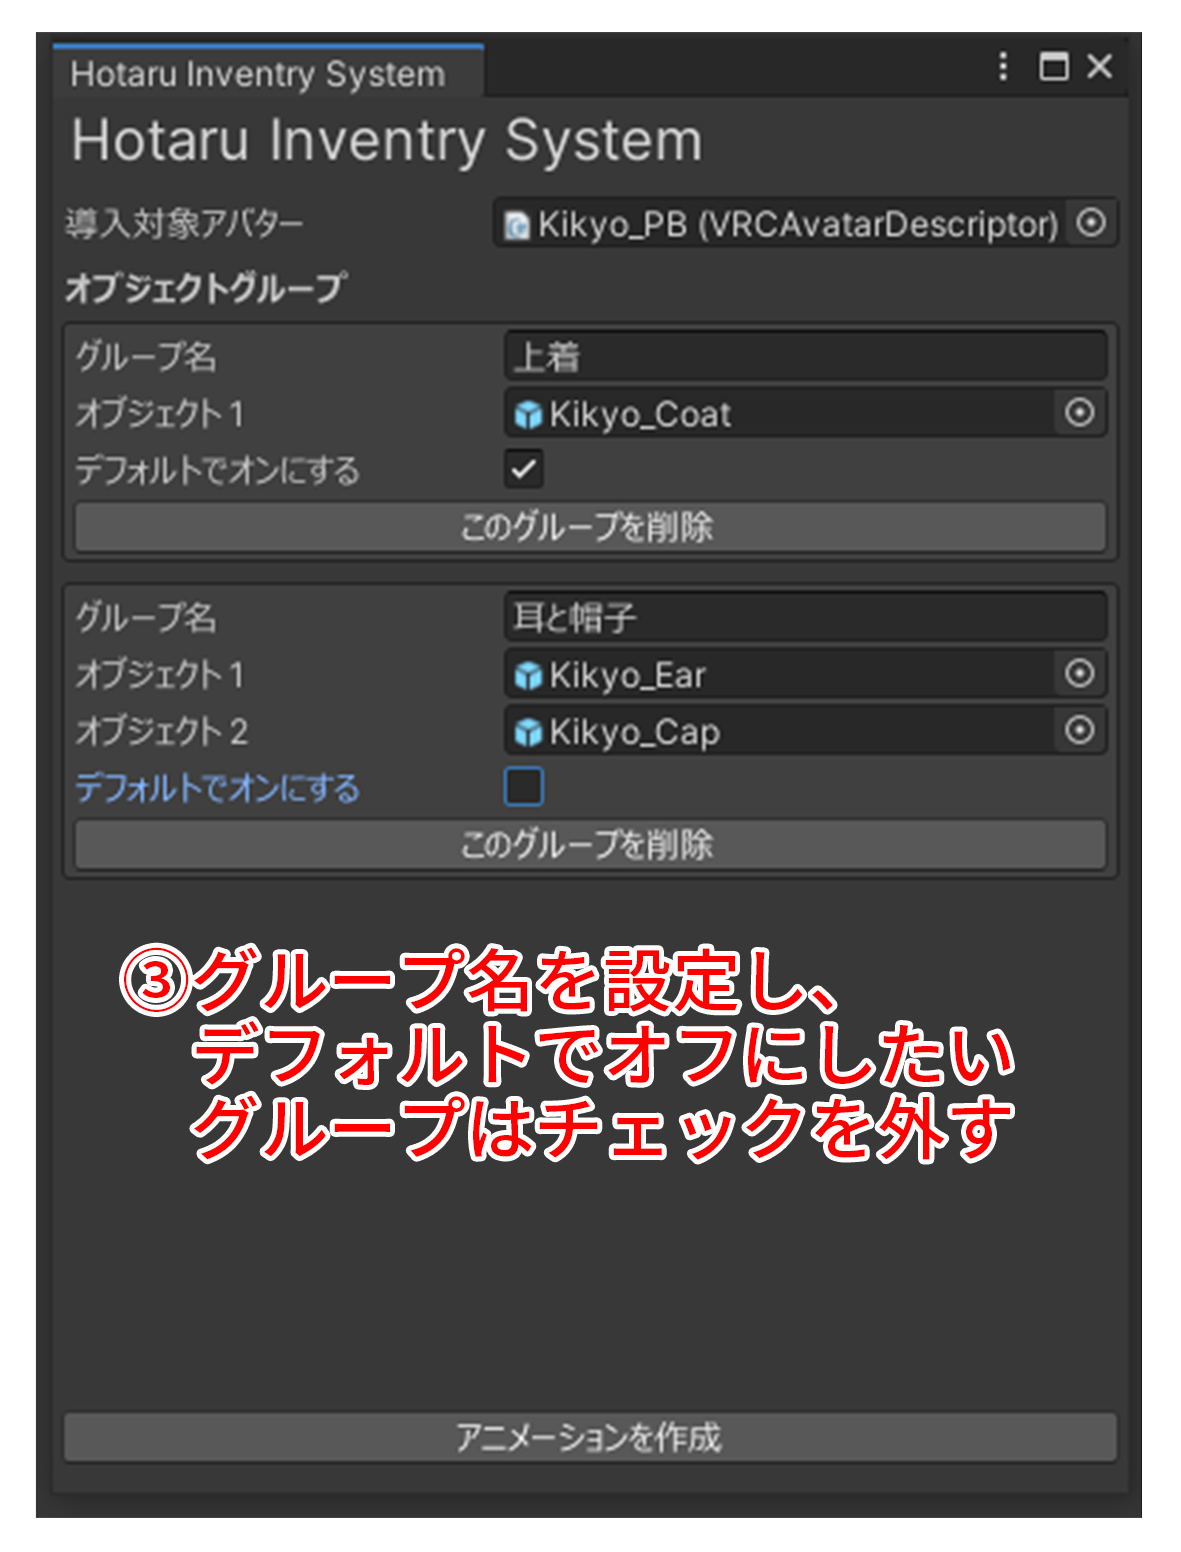 Hotaru Inventry System
Hotaru Inventry System
導入対象アバター Kikyo_PB (VRCAvatarDescriptor)
オブジェクトグループ
グループ名 上着
オブジェクト 1 Kikyo_Coat
デフォルトでオンにする
このグループを削除
グループ名 耳と帽子
オブジェクト 1 Kikyo_Ear
オブジェクト 2 Kikyo_Cap
デフォルトでオンにする
このグループを削除
③グループ名を設定し、
デフォルトでオフにしたい
グループはチェックを外す
アニメーションを作成